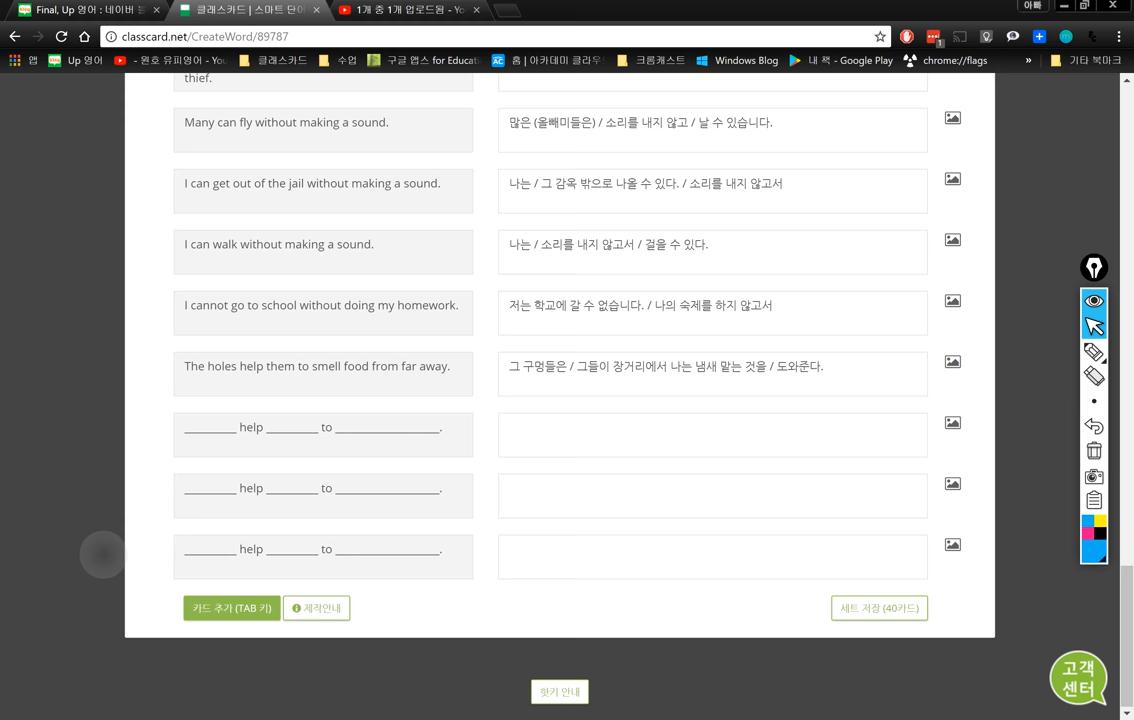 Final, Up 영어 : 네이버 블
클래스카드 | 스마트 단어
1개 중 1개 업로드됨 - Yo
아빠
classcard.net/CreateWord/89787
1
앱
Up 영어
- 원호 유피영어 - You
클래스카드
수업
구글 앱스 for Educati
홈 | 아카데미 클라우드
크롬캐스트
Windows Blog
내 책 - Google Play
chrome://flags
»
기타 북마크
thief.
Many can fly without making a sound.
많은 (올빼미들은) / 소리를 내지 않고 / 날 수 있습니다.
I can get out of the jail without making a sound.
나는 / 그 감옥 밖으로 나올 수 있다. / 소리를 내지 않고서
I can walk without making a sound.
나는 / 소리를 내지 않고서 / 걸을 수 있다.
I cannot go to school without doing my homework.
저는 학교에 갈 수 없습니다. / 나의 숙제를 하지 않고서
The holes help them to smell food from far away.
그 구멍들은 / 그들이 장거리에서 나는 냄새 맡는 것을 / 도와준다.
_________ help _________ to __________________.
_________ help _________ to __________________.
_________ help _________ to __________________.
카드 추가 (TAB 키)
제작안내
세트 저장 (40카드)
핫키 안내
고객
센터